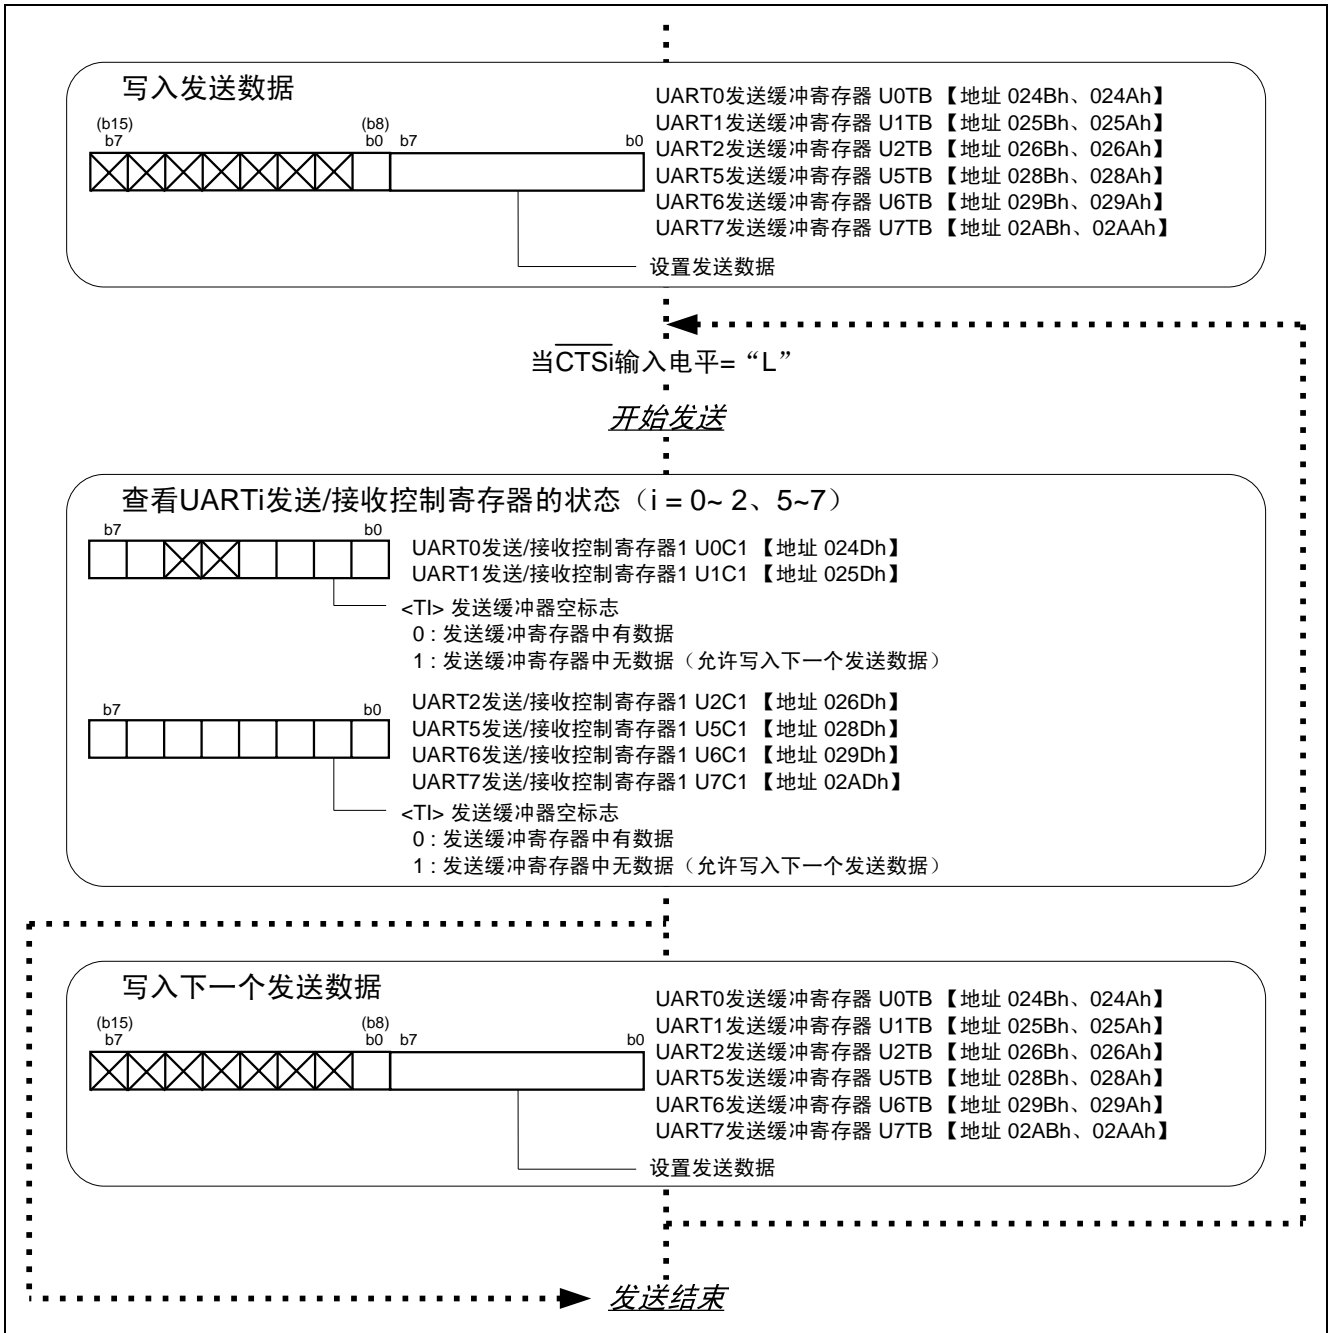 写入发送数据
(b15)
b7
(b8)
b0
b7
b0
UART0发送缓冲寄存器 U0TB 【地址 024Bh、024Ah】
UART1发送缓冲寄存器 U1TB 【地址 025Bh、025Ah】
UART2发送缓冲寄存器 U2TB 【地址 026Bh、026Ah】
UART5发送缓冲寄存器 U5TB 【地址 028Bh、028Ah】
UART6发送缓冲寄存器 U6TB 【地址 029Bh、029Ah】
UART7发送缓冲寄存器 U7TB 【地址 02ABh、02AAh】
设置发送数据
当CTSi输入电平=“L”
开始发送
查看UARTi发送/接收控制寄存器的状态（i = 0~ 2、5~7）
b7
b0
UART0发送/接收控制寄存器1 U0C1 【地址 024Dh】
UART1发送/接收控制寄存器1 U1C1 【地址 025Dh】
<TI> 发送缓冲器空标志
0 : 发送缓冲寄存器中有数据
1 : 发送缓冲寄存器中无数据（允许写入下一个发送数据）
b7
b0
UART2发送/接收控制寄存器1 U2C1 【地址 026Dh】
UART5发送/接收控制寄存器1 U5C1 【地址 028Dh】
UART6发送/接收控制寄存器1 U6C1 【地址 029Dh】
UART7发送/接收控制寄存器1 U7C1 【地址 02ADh】
<TI> 发送缓冲器空标志
0 : 发送缓冲寄存器中有数据
1 : 发送缓冲寄存器中无数据（允许写入下一个发送数据）
写入下一个发送数据
(b15)
b7
(b8)
b0
b7
b0
UART0发送缓冲寄存器 U0TB 【地址 024Bh、024Ah】
UART1发送缓冲寄存器 U1TB 【地址 025Bh、025Ah】
UART2发送缓冲寄存器 U2TB 【地址 026Bh、026Ah】
UART5发送缓冲寄存器 U5TB 【地址 028Bh、028Ah】
UART6发送缓冲寄存器 U6TB 【地址 029Bh、029Ah】
UART7发送缓冲寄存器 U7TB 【地址 02ABh、02AAh】
设置发送数据
发送结束